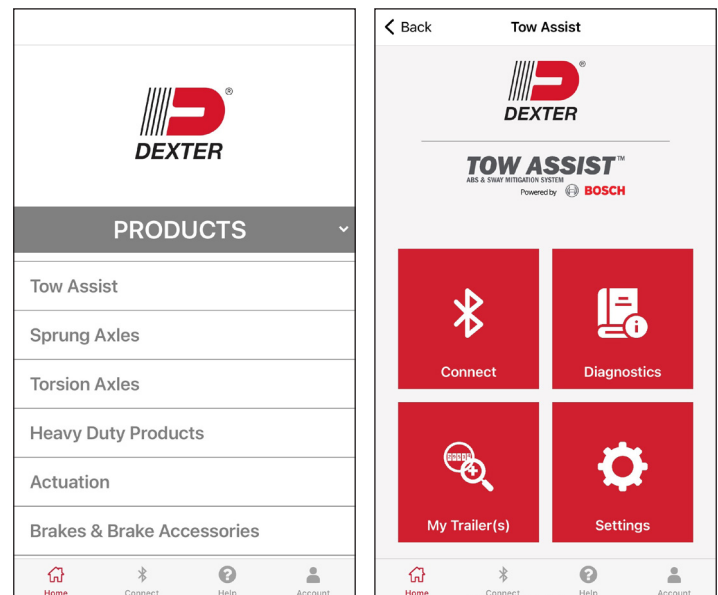 ®
DEXTER
PRODUCTS
Tow Assist
Sprung Axles
Torsion Axles
Heavy Duty Products
Actuation
Brakes & Brake Accessories
Home Connect Help Account
Back Tow Assist
®
DEXTER
TOW ASSIST™
ABS & SWAY MITIGATION SYSTEM
Powered by BOSCH
Connect Diagnostics
My Trailer(s) Settings
Home Connect Help Account